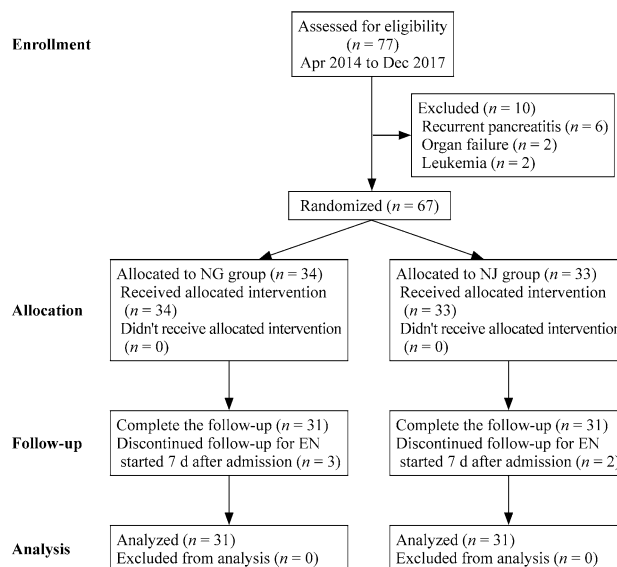 Enrollment
Assessed for eligibility
(n = 77)
Apr 2014 to Dec 2017
Excluded (n = 10)
Recurrent pancreatitis (n = 6)
Organ failure (n = 2)
Leukemia (n = 2)
Randomized (n = 67)
Allocation
Allocated to NG group (n = 34)
Received allocated intervention
(n = 34)
Didn't receive allocated intervention
(n = 0)
Allocated to NJ group (n = 33)
Received allocated intervention
(n = 33)
Didn't receive allocated intervention
(n = 0)
Follow-up
Complete the follow-up (n = 31)
Discontinued follow-up for EN
started 7 d after admission (n = 3)
Complete the follow-up (n = 31)
Discontinued follow-up for EN
started 7 d after admission (n = 2)
Analysis
Analyzed (n = 31)
Excluded from analysis (n = 0)
Analyzed (n = 31)
Excluded from analysis (n = 0)